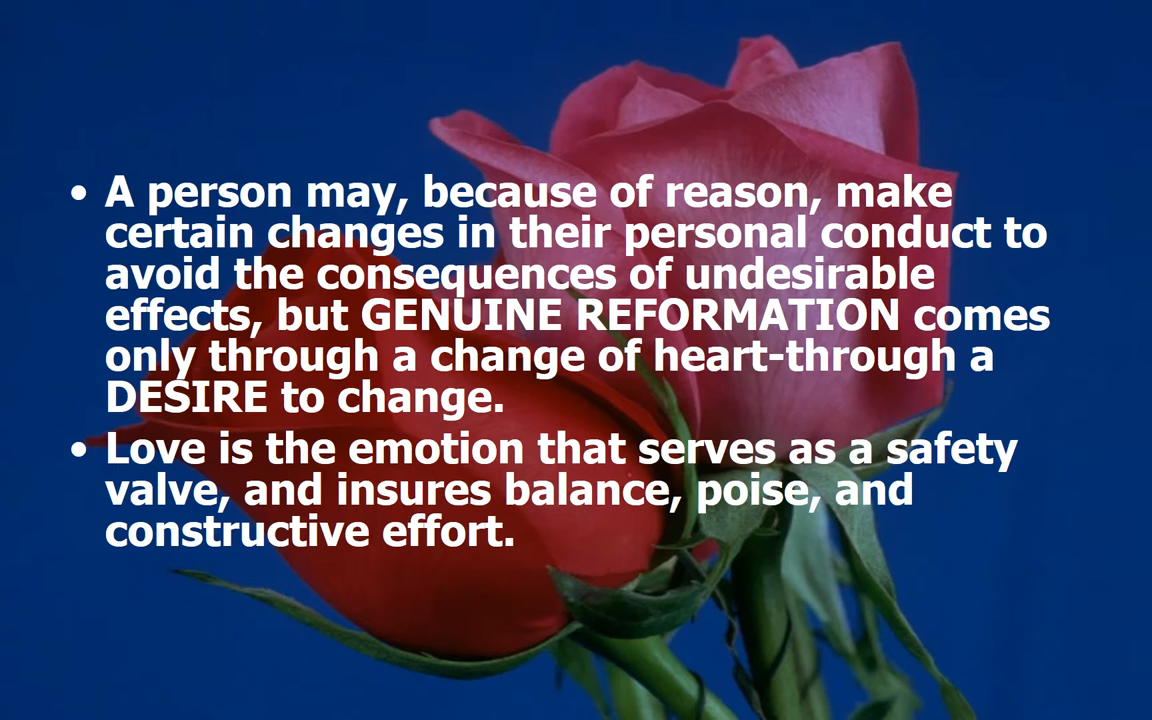 • A person may, because of reason, make
certain changes in their personal conduct to
avoid the consequences of undesirable
effects, but GENUINE REFORMATION comes
only through a change of heart-through a
DESIRE to change.
• Love is the emotion that serves as a safety
valve, and insures balance, poise, and
constructive effort.